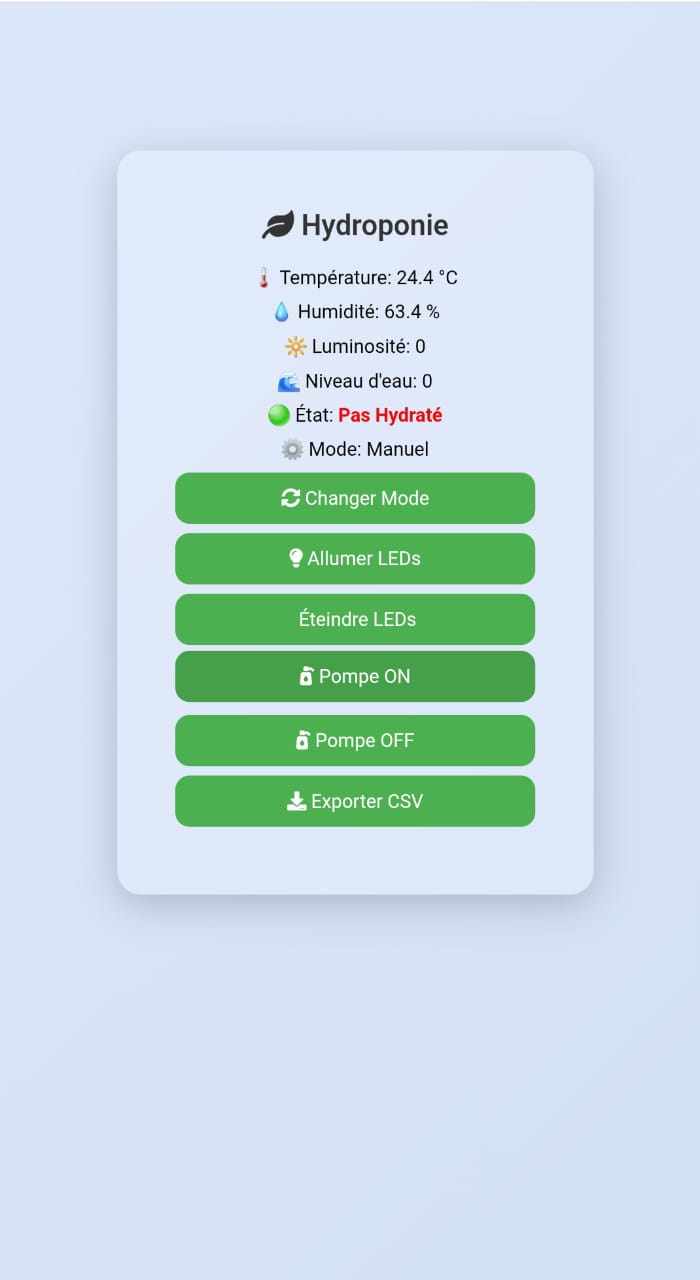 Hydroponie
Température: 24.4 °C
Humidité: 63.4 %
Luminosité: 0
Niveau d'eau: 0
État: Pas Hydraté
Mode: Manuel
Changer Mode
Allumer LEDs
Éteindre LEDs
Pompe ON
Pompe OFF
Exporter CSV